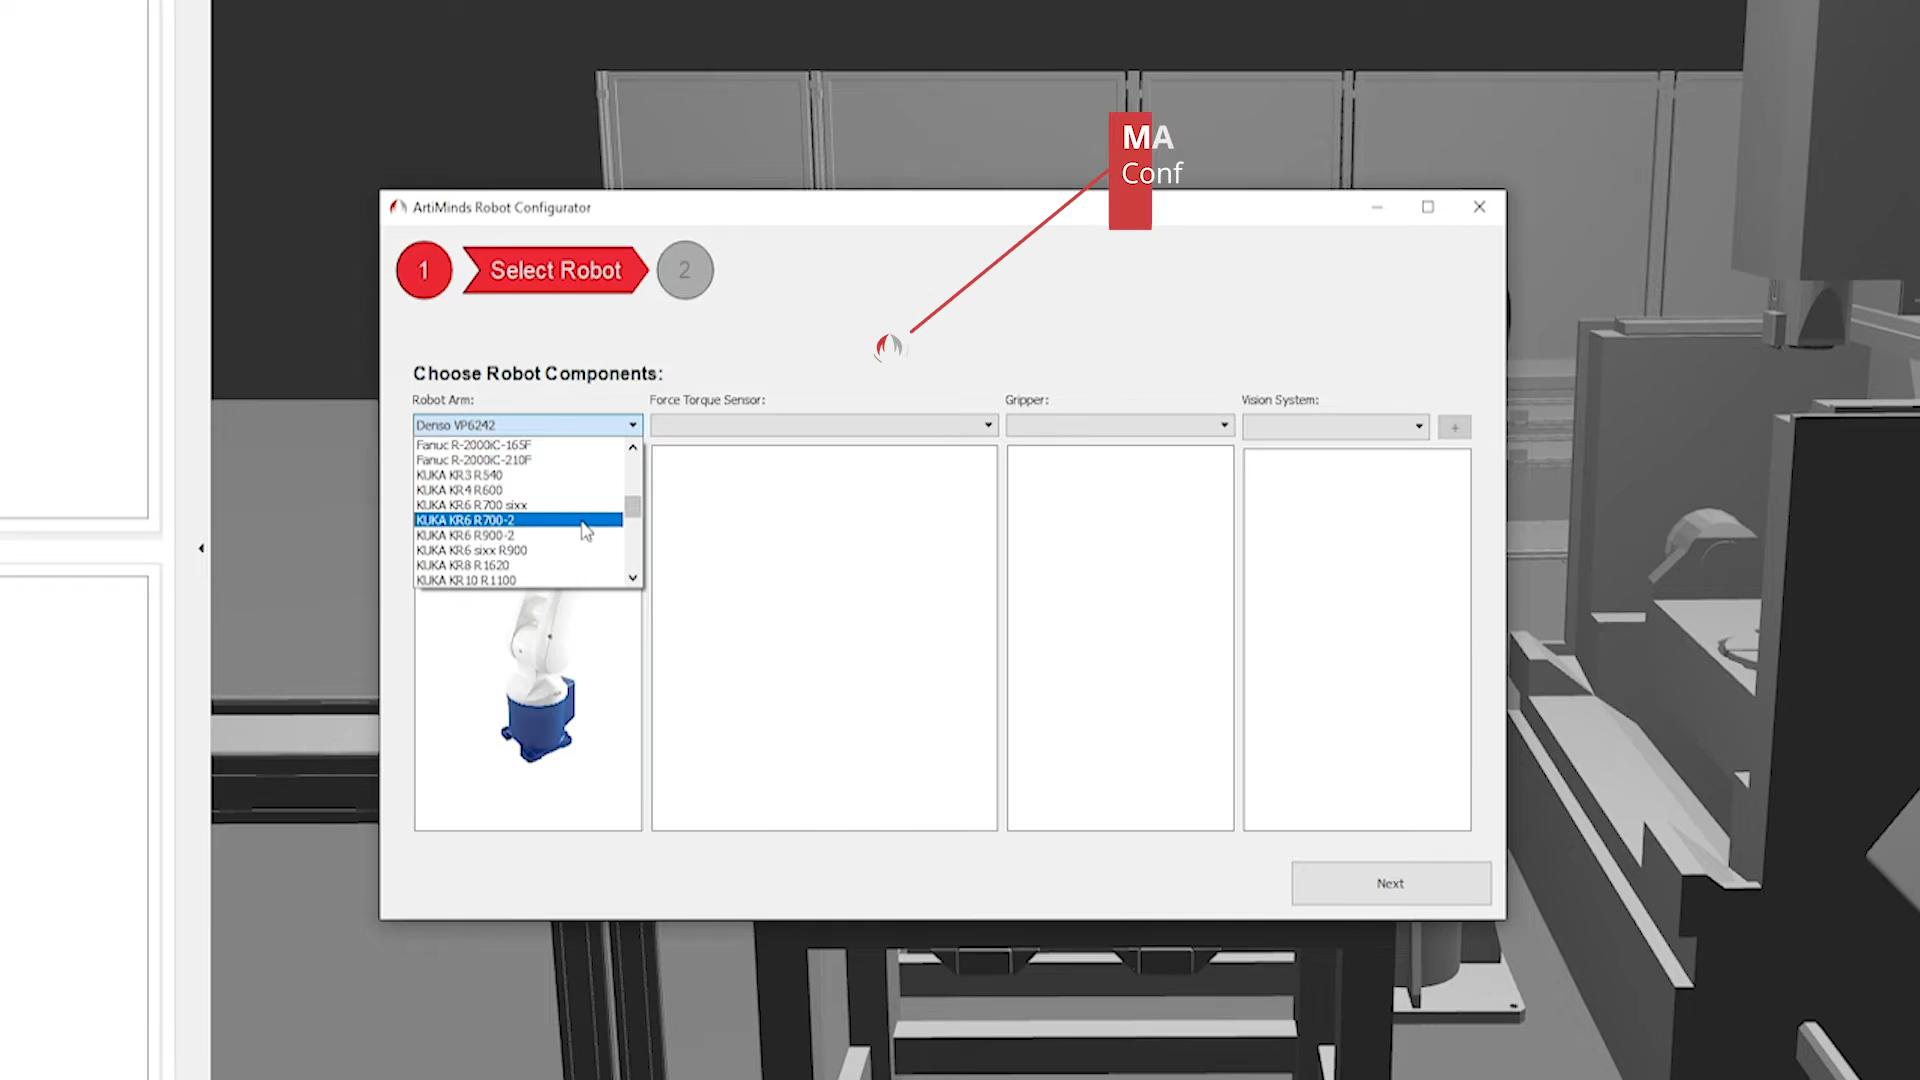 MA
Conf
ArtiMinds Robot Configurator
1
Select Robot
2
Choose Robot Components:
Robot Arm:
Force Torque Sensor:
Gripper:
Vision System:
Denso VP6242
+
Fanuc R-2000iC-165F
Fanuc R-2000iC-210F
KUKA KR3 R540
KUKA KR4 R600
KUKA KR6 R700 sixx
KUKA KR6 R700-2
KUKA KR6 R900-2
KUKA KR6 sixx R900
KUKA KR8 R1620
KUKA KR10 R1100
Next